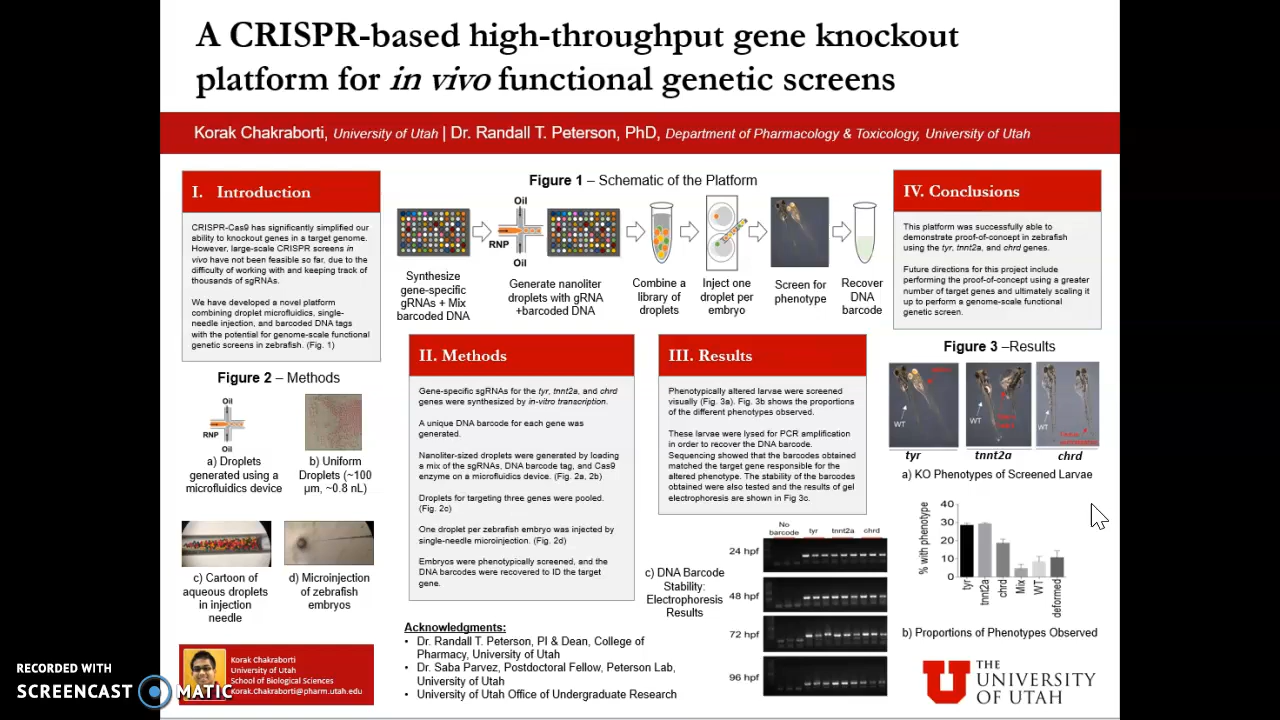 A CRISPR-based high-throughput gene knockout
platform for in vivo functional genetic screens
Korak Chakraborti, University of Utah | Dr. Randall T. Peterson, PhD, Department of Pharmacology & Toxicology, University of Utah
I. Introduction
CRISPR-Cas9 has significantly simplified our
ability to knockout genes in a target genome.
However, large-scale CRISPR screens in
vivo have not been feasible so far, due to the
difficulty of working with and keeping track of
thousands of sgRNAs.
We have developed a novel platform
combining droplet microfluidics, single-
needle injection, and barcoded DNA tags
with the potential for genome-scale functional
genetic screens in zebrafish. (Fig. 1)
Figure 1 – Schematic of the Platform
Oil
RNP
Oil
Synthesize
gene-specific
gRNAs + Mix
barcoded DNA
Generate nanoliter
droplets with gRNA
+barcoded DNA
Combine a
library of
droplets
Inject one
droplet per
embryo
Screen for
phenotype
Recover
DNA
barcode
Figure 2 – Methods
Oil
RNP
Oil
a) Droplets
generated using a
microfluidics device
b) Uniform
Droplets (~100
µm, ~0.8 nL)
c) Cartoon of
aqueous droplets
in injection
needle
d) Microinjection
of zebrafish
embryos
II. Methods
Gene-specific sgRNAs for the tyr, tnnt2a, and chrd
genes were synthesized by in-vitro transcription.
A unique DNA barcode for each gene was
generated.
Nanoliter-sized droplets were generated by loading
a mix of the sgRNAs, DNA barcode tag, and Cas9
enzyme on a microfluidics device. (Fig. 2a, 2b)
Droplets for targeting three genes were pooled.
(Fig. 2c)
One droplet per zebrafish embryo was injected by
single-needle microinjection. (Fig. 2d)
Embryos were phenotypically screened, and the
DNA barcodes were recovered to ID the target
gene.
Acknowledgments:
• Dr. Randall T. Peterson, PI & Dean, College of
Pharmacy, University of Utah
• Dr. Saba Parvez, Postdoctoral Fellow, Peterson Lab,
University of Utah
• University of Utah Office of Undergraduate Research
III. Results
Phenotypically altered larvae were screened
visually (Fig. 3a). Fig. 3b shows the proportions
of the different phenotypes observed.
These larvae were lysed for PCR amplification
in order to recover the DNA barcode.
Sequencing showed that the barcodes obtained
matched the target gene responsible for the
altered phenotype. The stability of the barcodes
obtained were also tested and the results of gel
electrophoresis are shown in Fig 3c.
No
barcode tyr tnnt2a chrd
24 hpf
48 hpf
72 hpf
96 hpf
c) DNA Barcode
Stability:
Electrophoresis
Results
IV. Conclusions
This platform was successfully able to
demonstrate proof-of-concept in zebrafish
using the tyr, tnnt2a, and chrd genes.
Future directions for this project include
performing the proof-of-concept using a greater
number of target genes and ultimately scaling it
up to perform a genome-scale functional
genetic screen.
Figure 3 –Results
WT
WT
WT
tyr
tnnt2a
chrd
a) KO Phenotypes of Screened Larvae
% with phenotype
40
30
20
10
0
tyr
tnnt2a
chrd
Mix
WT
deformed
b) Proportions of Phenotypes Observed
Korak Chakraborti
University of Utah
School of Biological Sciences
Korak.Chakraborti@pharm.utah.edu
THE
UNIVERSITY
OF UTAH
RECORDED WITH
SCREENCAST MATIC